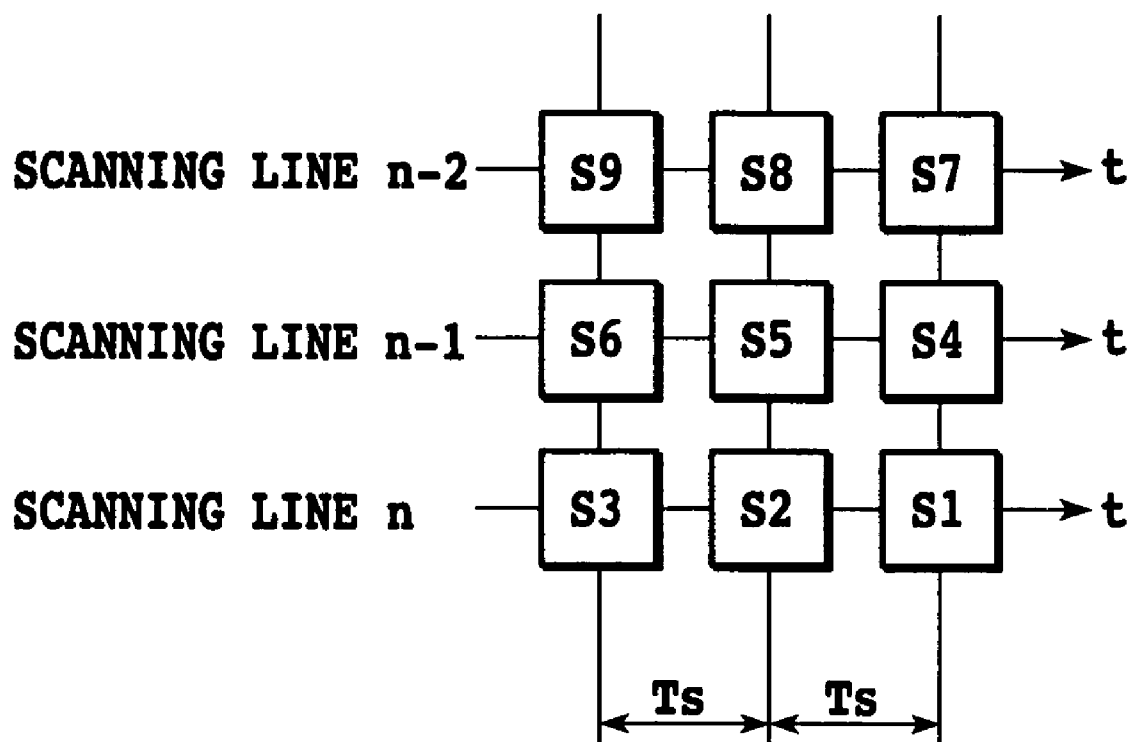 SCANNING LINE n-2 S9 S8 S7 t
SCANNING LINE n-1 S6 S5 S4 t
SCANNING LINE n S3 S2 S1 t
Ts Ts